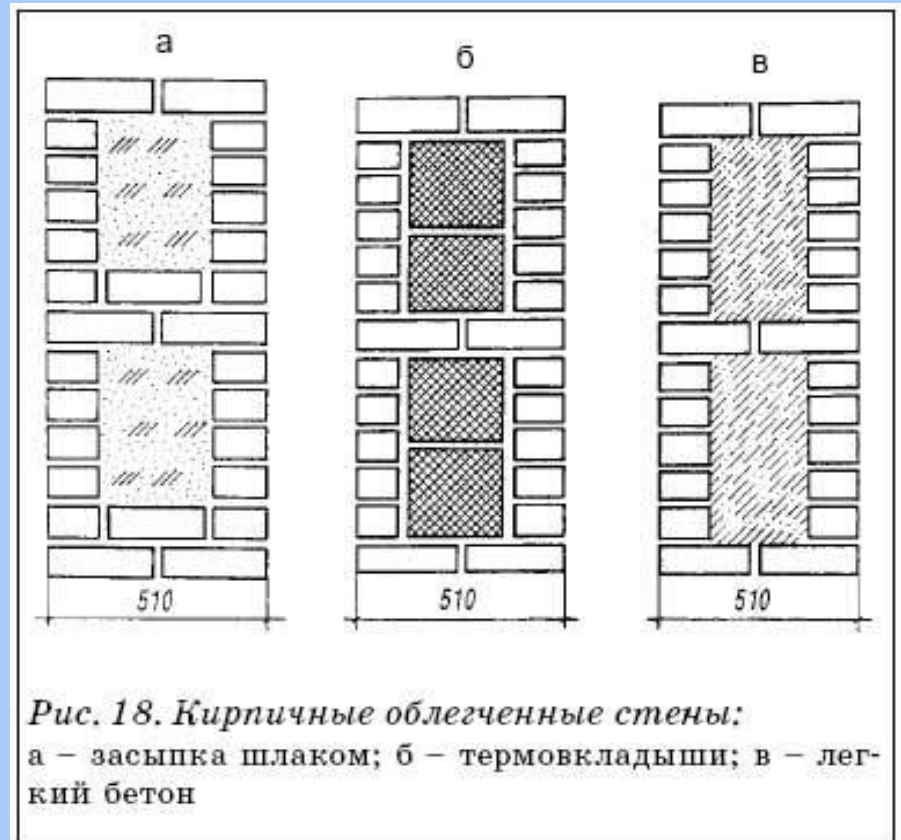 а
б
в
510
510
510
Рис. 18. Кирпичные облегченные стены:
а – засыпка шлаком; б – термовкладыши; в – лег-
кий бетон